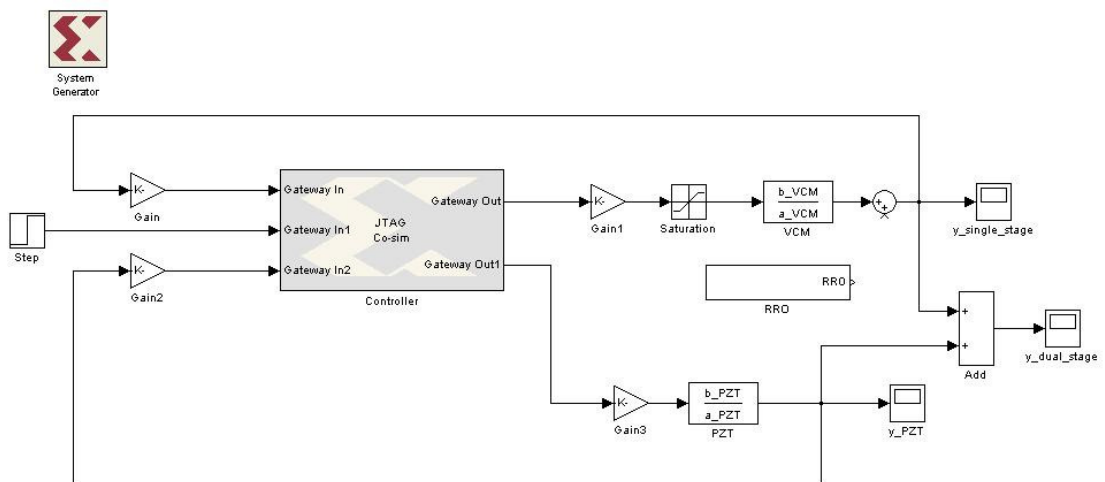 System
Generator
K-
Gain
Step
K-
Gain2
Gateway In
Gateway In1
Gateway In2
JTAG
Co-sim
Gateway Out
Gateway Out1
Controller
K-
Gain1
Saturation
b_VCM
a_VCM
VCM
y_single_stage
RRO
RRO
Add
y_dual_stage
K-
Gain3
b_PZT
a_PZT
PZT
y_PZT